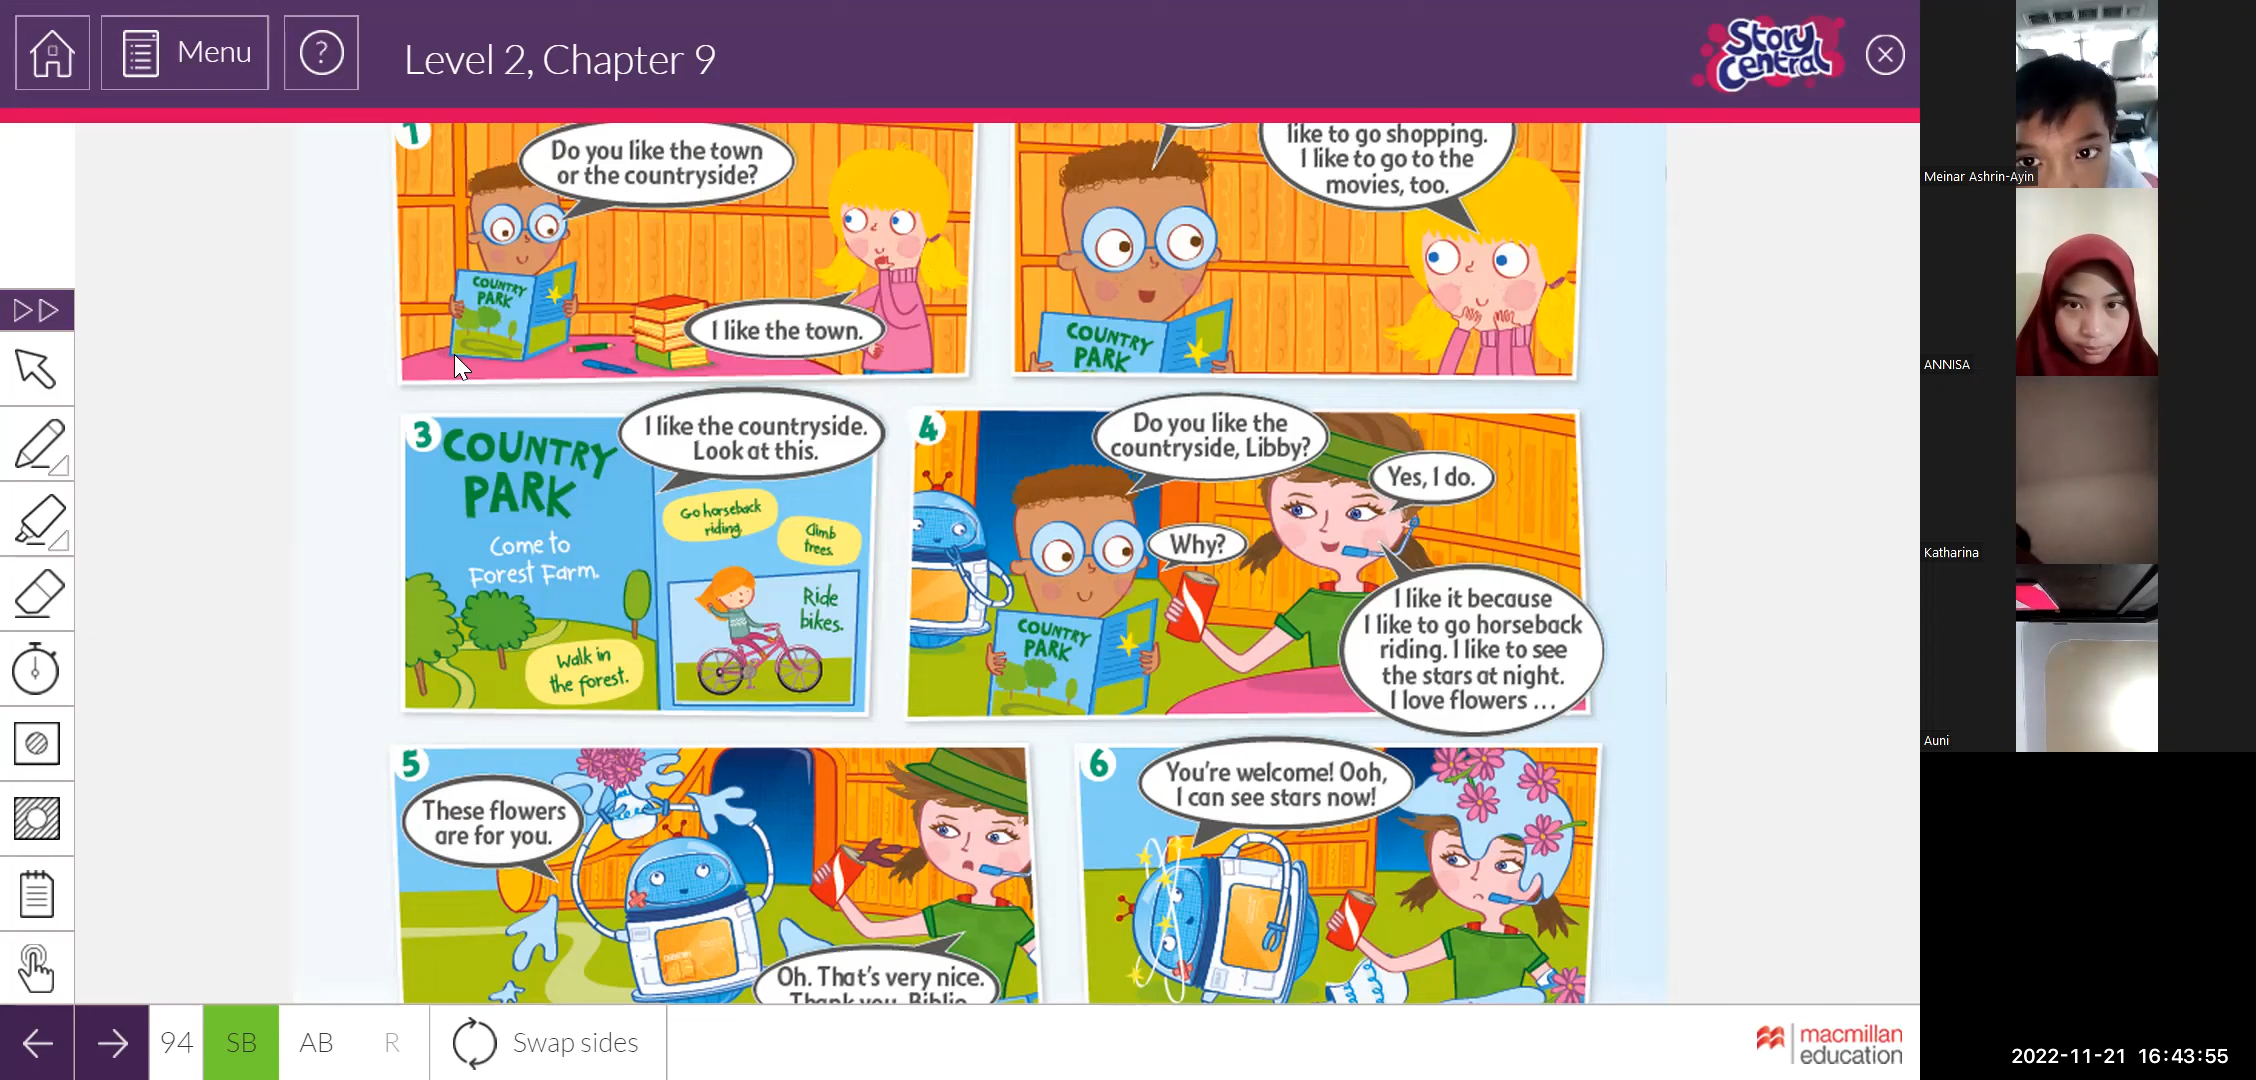 Menu
?
Level 2, Chapter 9
Story
Central
1
Do you like the town
or the countryside?
COUNTRY
PARK
I like the town.
like to go shopping.
I like to go to the
movies, too.
COUNTRY
PARK
3
COUNTRY
PARK
Come to
Forest Farm.
Walk in
the forest.
I like the countryside.
Look at this.
Go horseback
riding.
Climb
trees.
Ride
bikes.
4
Do you like the
countryside, Libby?
Yes, I do.
Why?
COUNTRY
PARK
I like it because
I like to go horseback
riding. I like to see
the stars at night.
I love flowers ...
5
These flowers
are for you.
Oh. That's very nice.
Thank you, Biblio.
6
You're welcome! Ooh,
I can see stars now!
94
SB
AB
R
Swap sides
macmillan
education
Meinar Ashrin-Ayin
ANNISA
Katharina
Auni
2022-11-21 16:43:55